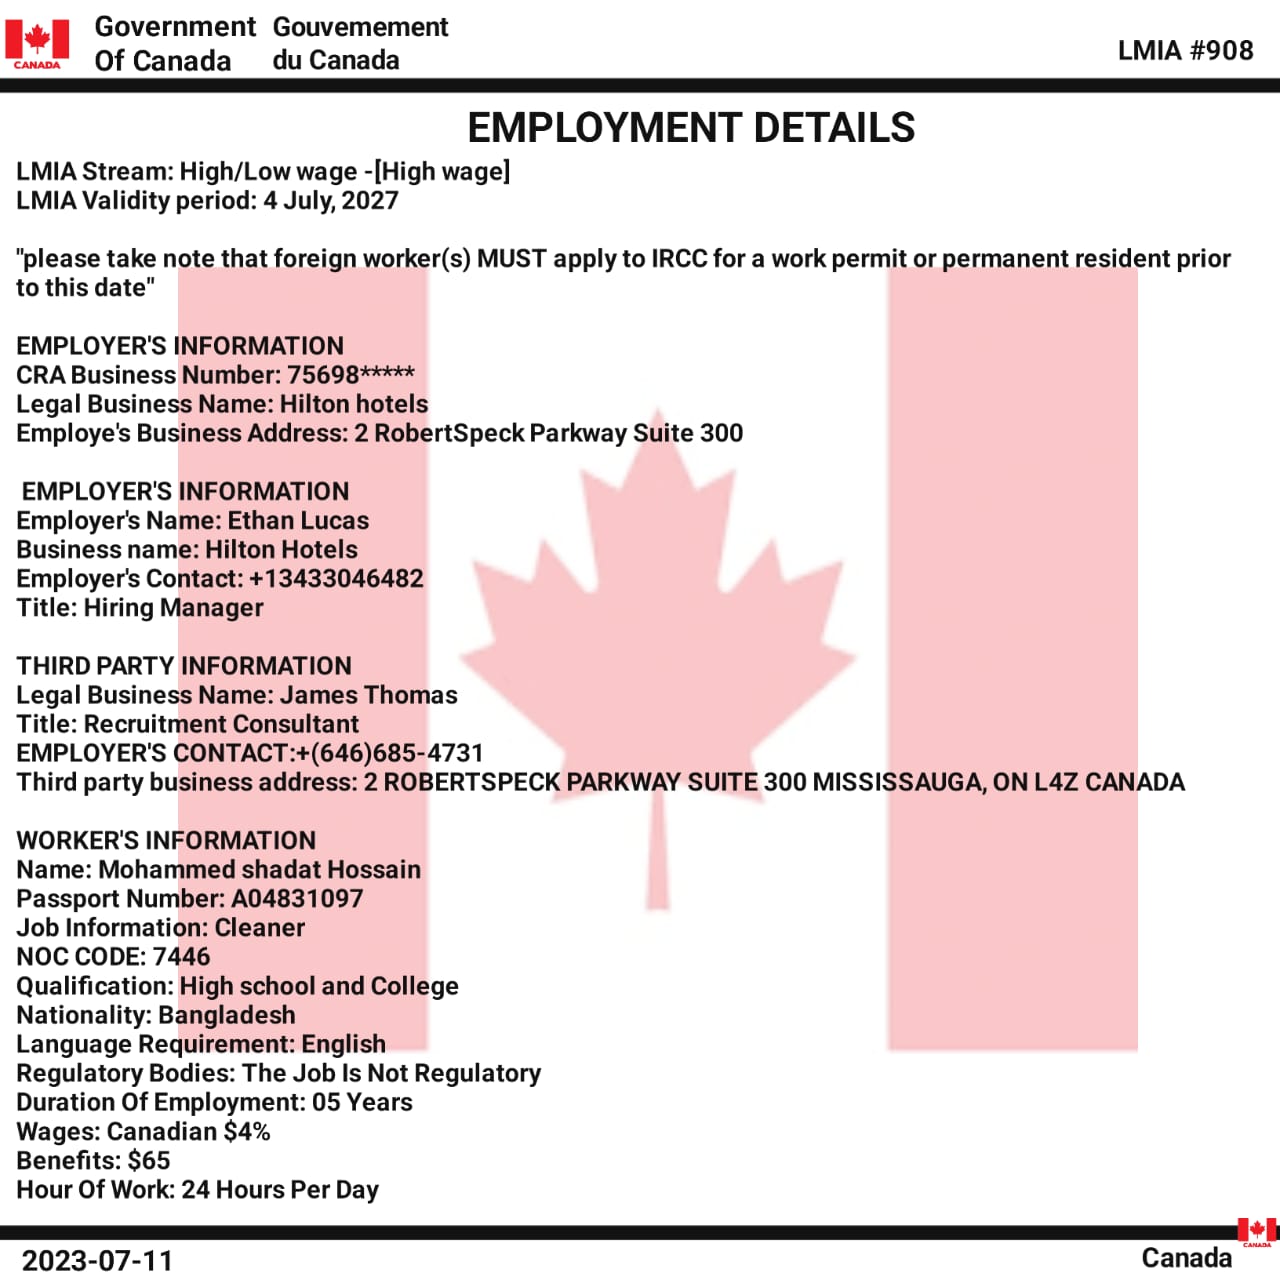 CANADA
Government Gouvemement
Of Canada du Canada
LMIA #908
EMPLOYMENT DETAILS
LMIA Stream: High/Low wage -[High wage]
LMIA Validity period: 4 July, 2027
"please take note that foreign worker(s) MUST apply to IRCC for a work permit or permanent resident prior
to this date"
EMPLOYER'S INFORMATION
CRA Business Number: 75698*****
Legal Business Name: Hilton hotels
Employe's Business Address: 2 RobertSpeck Parkway Suite 300
EMPLOYER'S INFORMATION
Employer's Name: Ethan Lucas
Business name: Hilton Hotels
Employer's Contact: +13433046482
Title: Hiring Manager
THIRD PARTY INFORMATION
Legal Business Name: James Thomas
Title: Recruitment Consultant
EMPLOYER'S CONTACT:+(646)685-4731
Third party business address: 2 ROBERTSPECK PARKWAY SUITE 300 MISSISSAUGA, ON L4Z CANADA
WORKER'S INFORMATION
Name: Mohammed shadat Hossain
Passport Number: A04831097
Job Information: Cleaner
NOC CODE: 7446
Qualification: High school and College
Nationality: Bangladesh
Language Requirement: English
Regulatory Bodies: The Job Is Not Regulatory
Duration Of Employment: 05 Years
Wages: Canadian $4%
Benefits: $65
Hour Of Work: 24 Hours Per Day
2023-07-11
Canada
CANADA